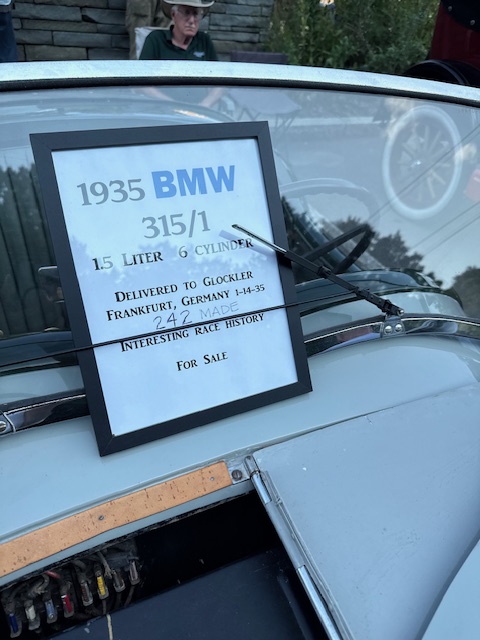 1935 BMW
315/1
1.5 Liter 6 Cylinder
Delivered to Glockler
Frankfurt, Germany 1-14-35
242 MADE
Interesting Race History
For Sale